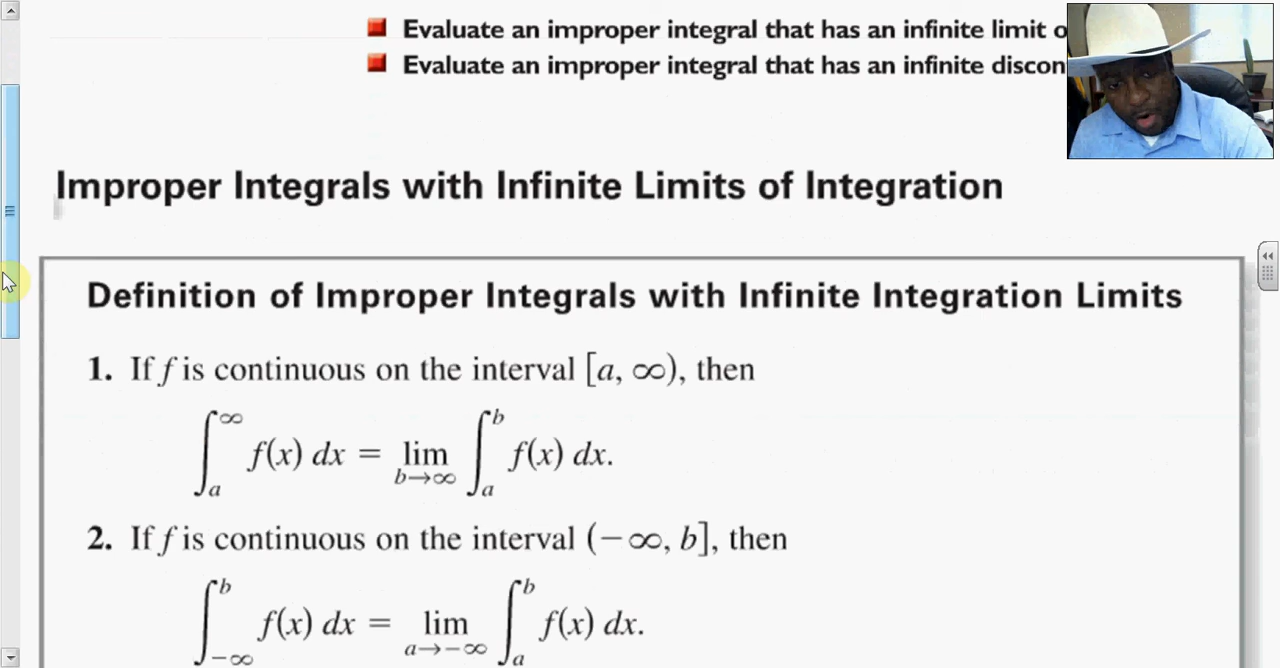 Evaluate an improper integral that has an infinite limit o
Evaluate an improper integral that has an infinite discon
Improper Integrals with Infinite Limits of Integration
Definition of Improper Integrals with Infinite Integration Limits
1. If f is continuous on the interval [a, ∞), then
∫_a^∞ f(x) dx = lim_{b→∞} ∫_a^b f(x) dx.
2. If f is continuous on the interval (−∞, b], then
∫_{−∞}^b f(x) dx = lim_{a→−∞} ∫_a^b f(x) dx.